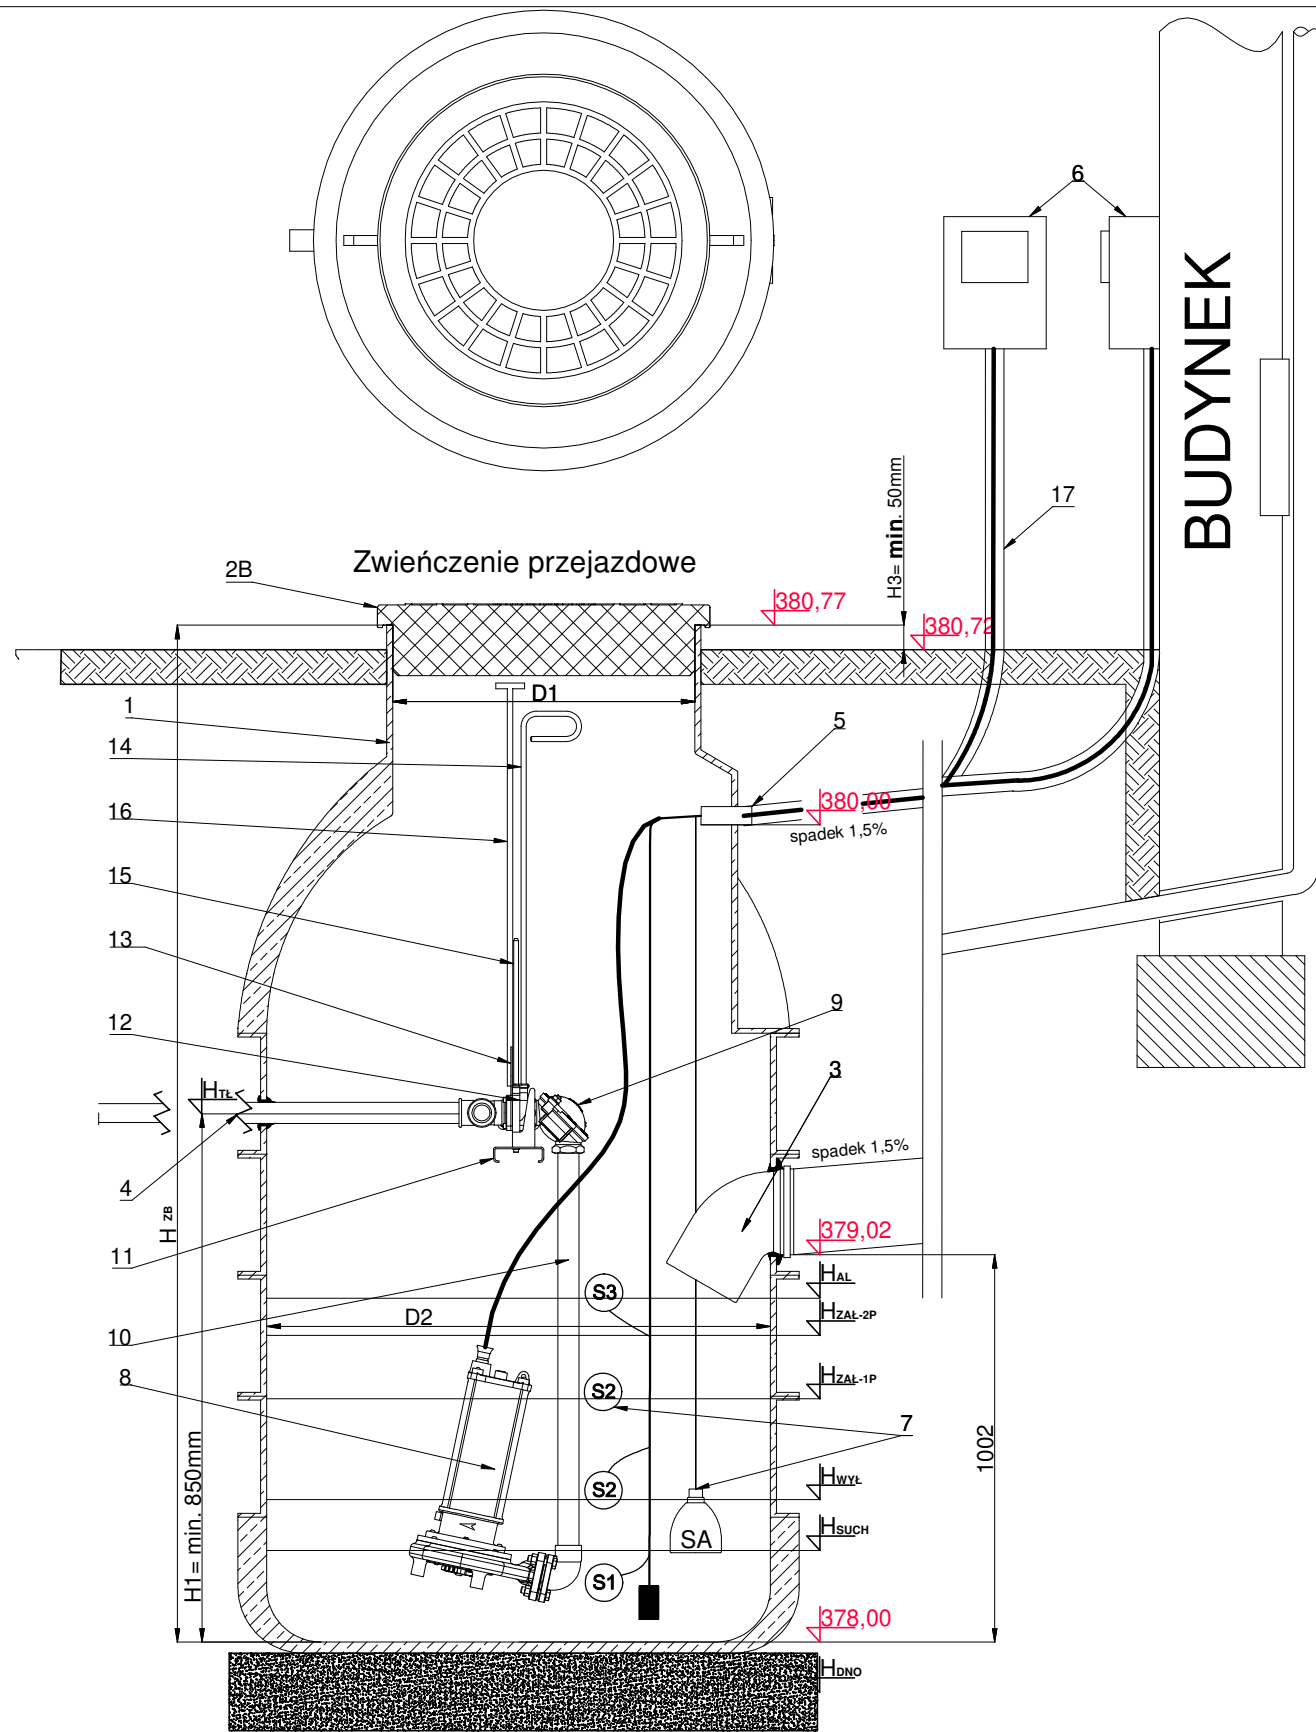 6
BUDYNEK
17
H3= min. 50mm
Zwieńczenie przejazdowe
2B
380,77
380,72
D1
1
14
5
16
380,00
spadek 1,5%
15
13
9
12
3
HTŁ
spadek 1,5%
4
H ZB
379,02
11
HAL
S3
HZAŁ-2P
D2
10
8
S2
HZAŁ-1P
7
1002
H1= min. 850mm
S2
HWYŁ
SA
HSUCH
S1
378,00
HDNO